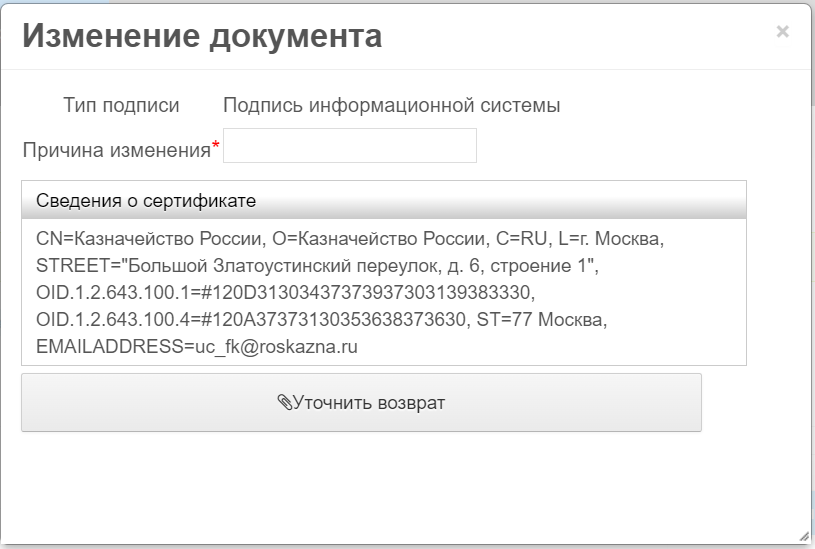 Изменение документа
×
Тип подписи Подпись информационной системы
Причина изменения*
Сведения о сертификате
CN=Казначейство России, O=Казначейство России, C=RU, L=г. Москва,
STREET="Большой Златоустинский переулок, д. 6, строение 1",
OID.1.2.643.100.1=#120D31303437373937303139383330,
OID.1.2.643.100.4=#120A37373130353638373630, ST=77 Москва,
EMAILADDRESS=uc_fk@roskazna.ru
Уточнить возврат